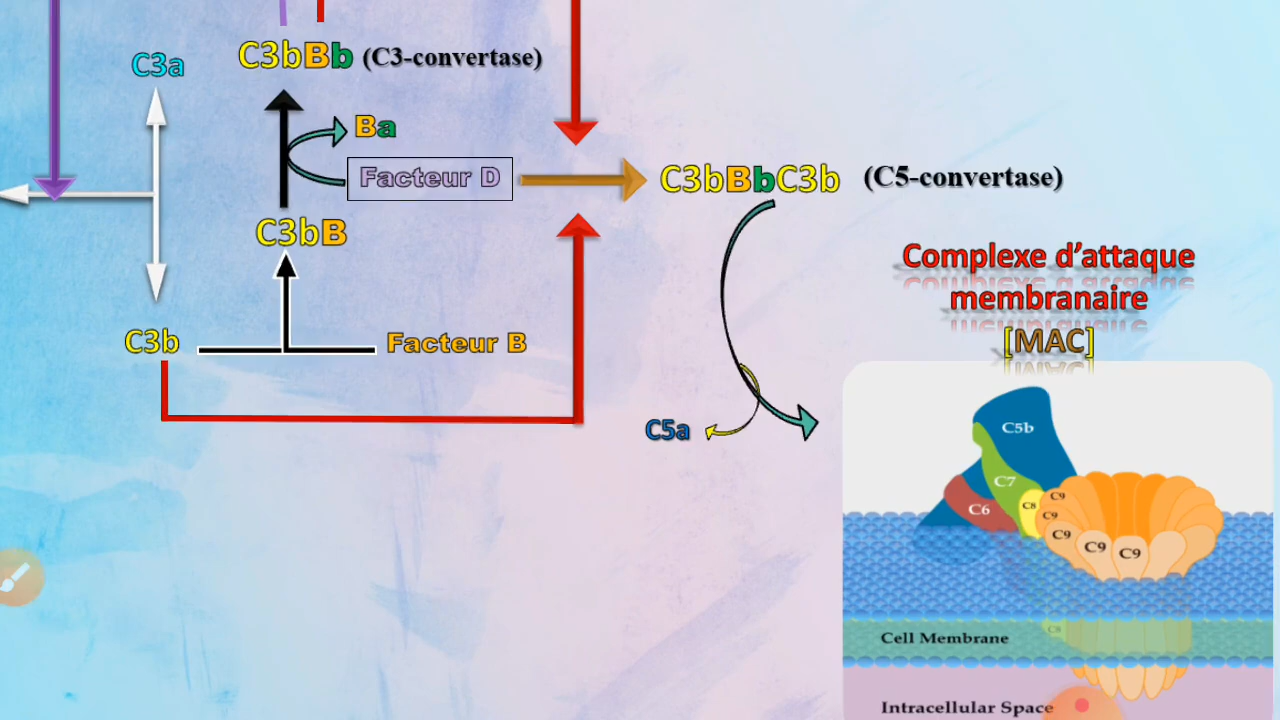 C3a
C3bBb (C3-convertase)
Ba
Facteur D
C3bBbC3b (C5-convertase)
C3bB
C3b
Facteur B
Complexe d'attaque
membranaire
[MAC]
C5a
C5b
C7
C6
C8
C9
C9
C9
C9
C9
C8
Cell Membrane
Intracellular Space